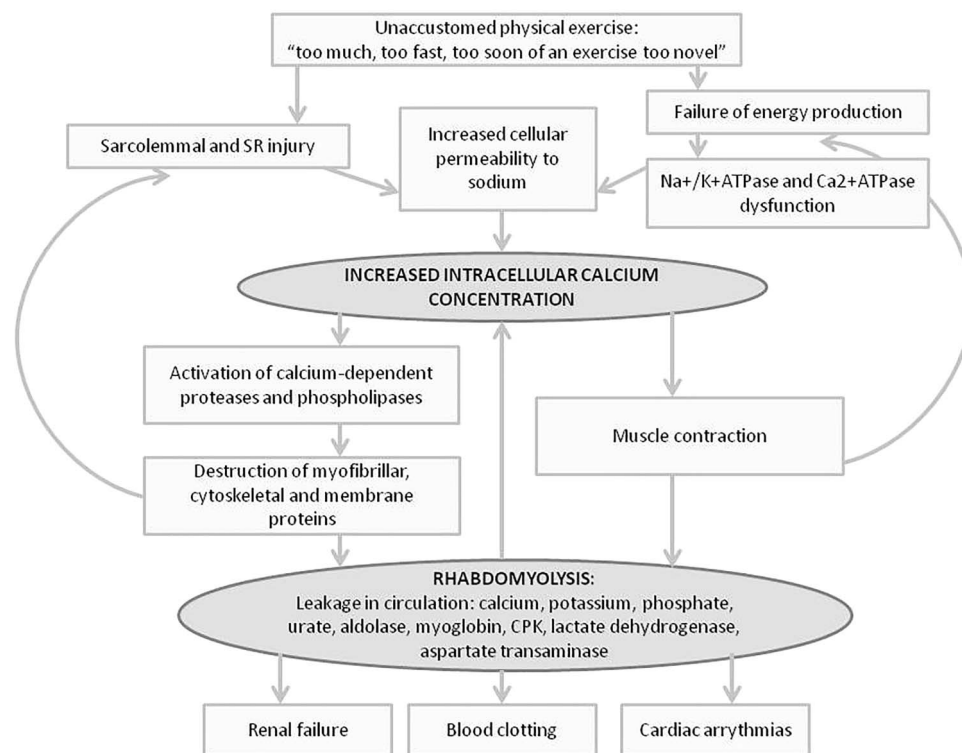 Unaccustomed physical exercise:
“too much, too fast, too soon of an exercise too novel”
Failure of energy production
Sarcolemmal and SR injury
Increased cellular
permeability to
sodium
Na+/K+ATPase and Ca2+ATPase
dysfunction
INCREASED INTRACELLULAR CALCIUM
CONCENTRATION
Activation of calcium-dependent
proteases and phospholipases
Muscle contraction
Destruction of myofibrillar,
cytoskeletal and membrane
proteins
RHABDOMYOLYSIS:
Leakage in circulation: calcium, potassium, phosphate,
urate, aldolase, myoglobin, CPK, lactate dehydrogenase,
aspartate transaminase
Renal failure
Blood clotting
Cardiac arrythmias